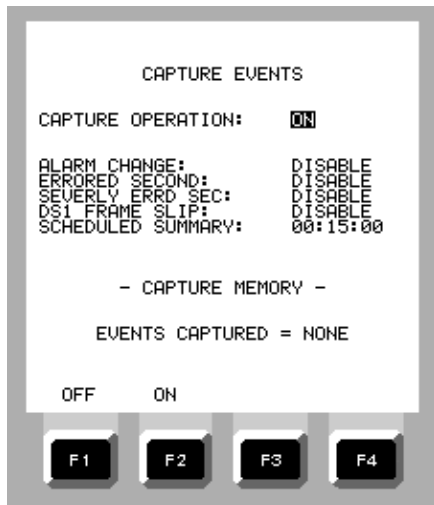 CAPTURE EVENTS
CAPTURE OPERATION: ON
ALARM CHANGE: DISABLE
ERRORED SECOND: DISABLE
SEVERLY ERRD SEC: DISABLE
DS1 FRAME SLIP: DISABLE
SCHEDULED SUMMARY: 00:15:00
- CAPTURE MEMORY -
EVENTS CAPTURED = NONE
OFF ON
F1 F2 F3 F4